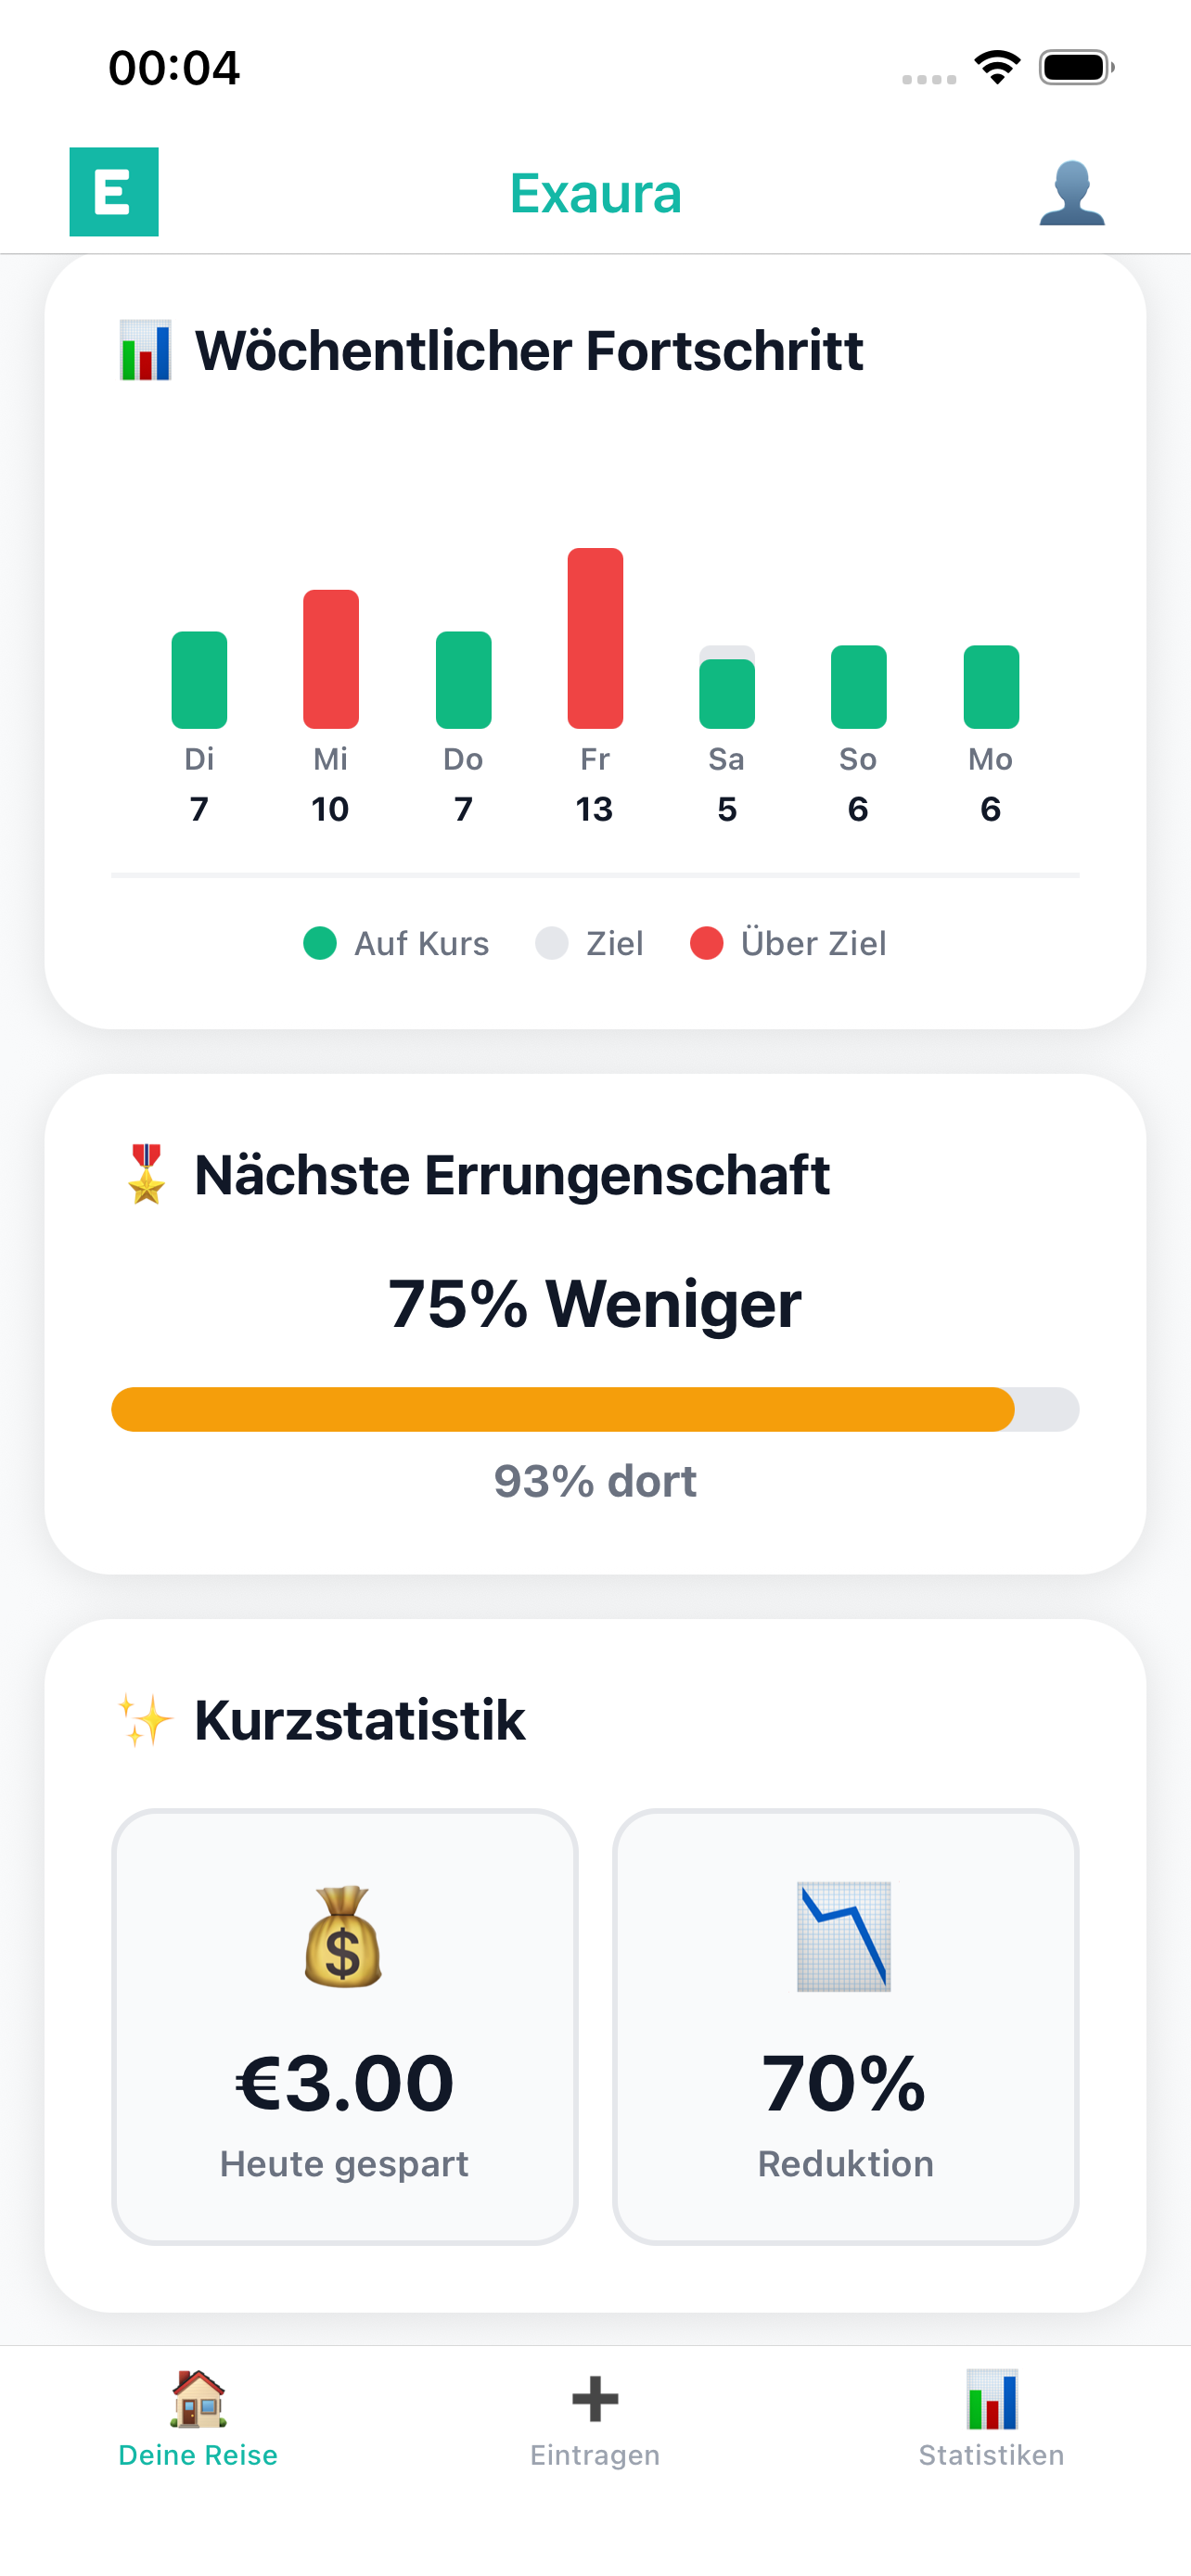 00:04
E Exaura
Wöchentlicher Fortschritt
Di Mi Do Fr Sa So Mo
7 10 7 13 5 6 6
Auf Kurs Ziel Über Ziel
Nächste Errungenschaft
75% Weniger
93% dort
Kurzstatistik
$
€3.00 70%
Heute gespart Reduktion
Deine Reise Eintragen Statistiken